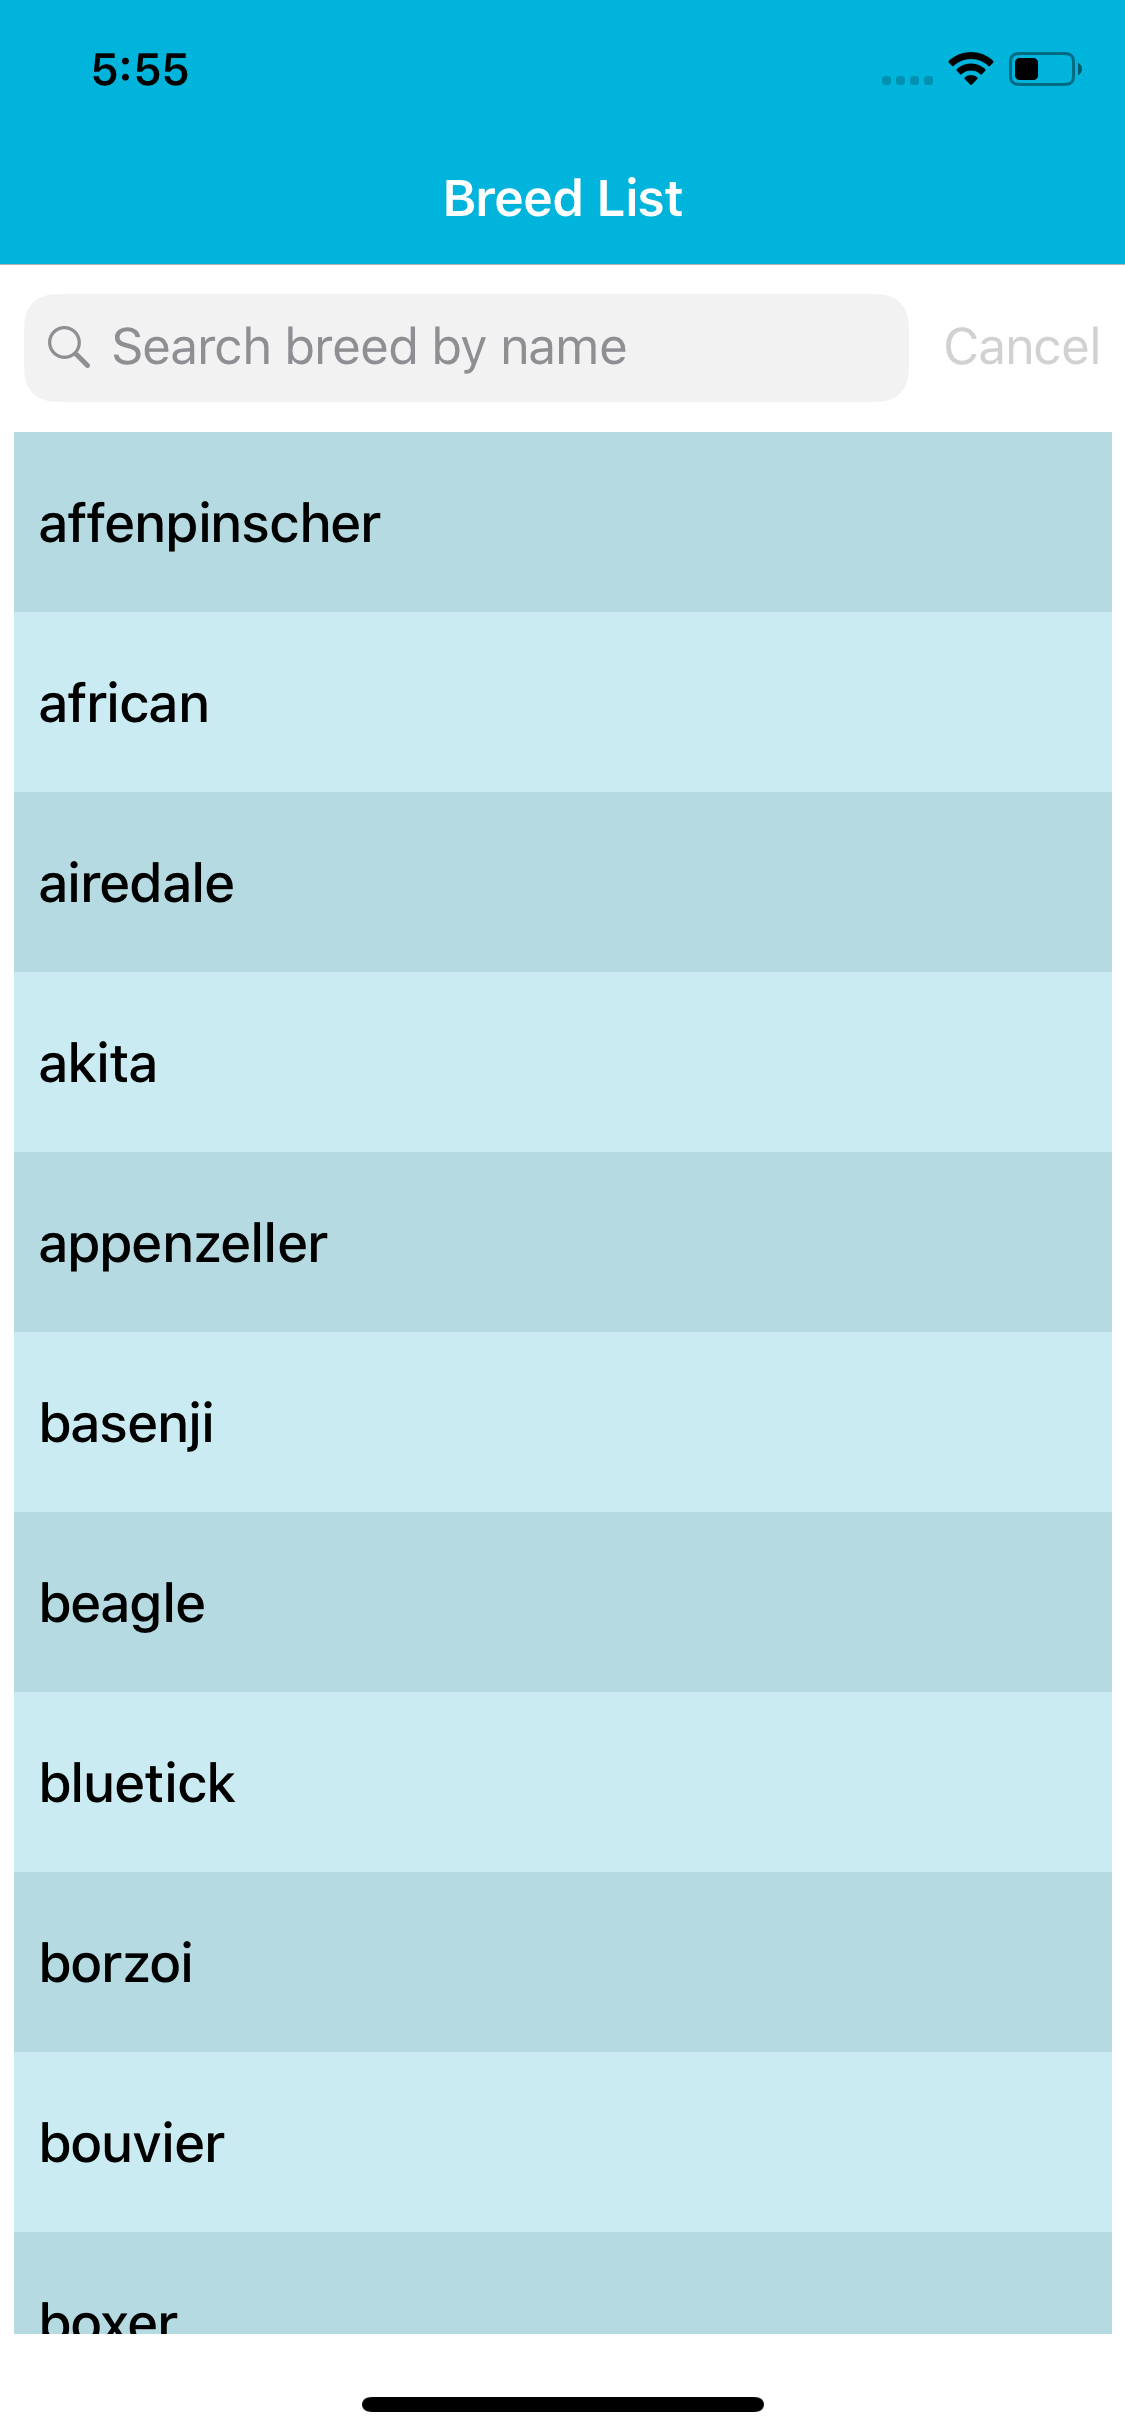 5:55
Breed List
Search breed by name Cancel
affenpinscher
african
airedale
akita
appenzeller
basenji
beagle
bluetick
borzoi
bouvier
boxer